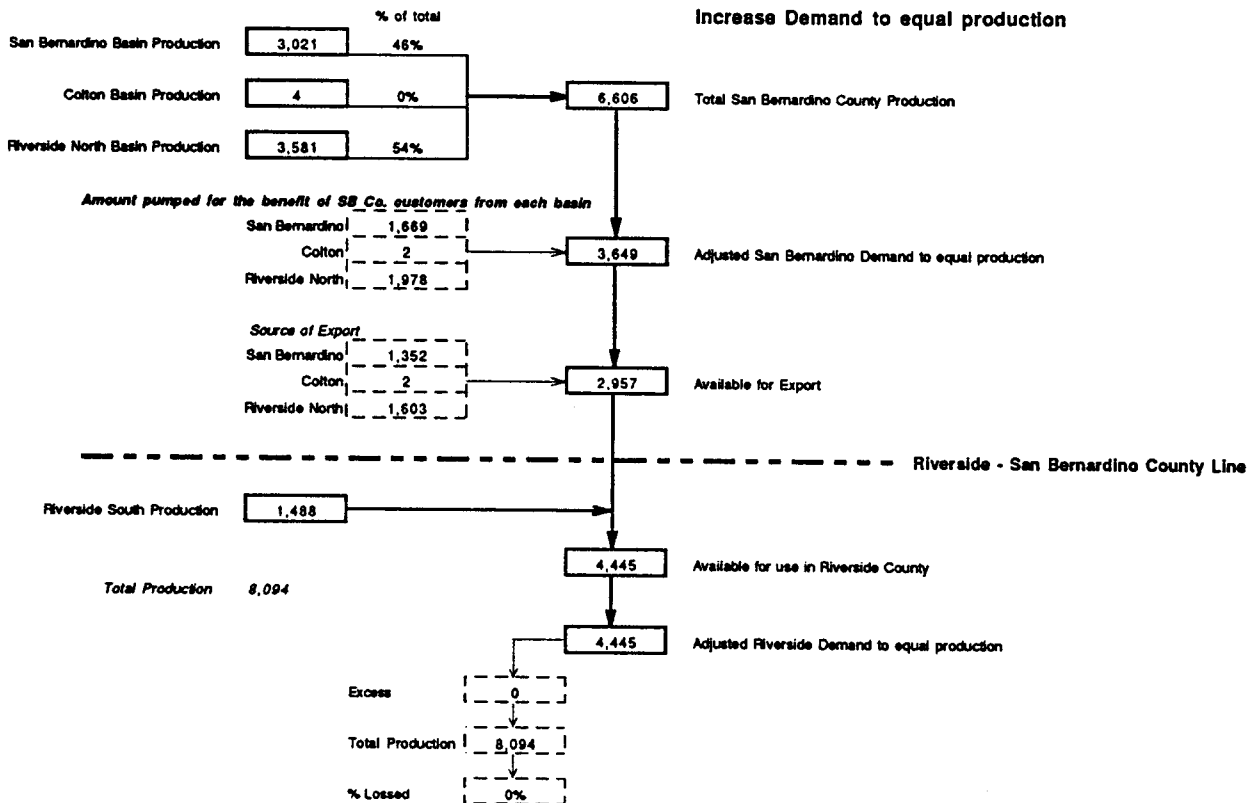 % of total
Increase Demand to equal production
San Bernardino Basin Production 3,021 46%
Colton Basin Production 4 0% 6,606 Total San Bernardino County Production
Riverside North Basin Production 3,581 54%
Amount pumped for the benefit of SB Co. customers from each basin
San Bernardino 1,669
Colton 2 3,649 Adjusted San Bernardino Demand to equal production
Riverside North 1,978
Source of Export
San Bernardino 1,352
Colton 2 2,957 Available for Export
Riverside North 1,603
Riverside - San Bernardino County Line
Riverside South Production 1,488
4,445 Available for use in Riverside County
Total Production 8,094
4,445 Adjusted Riverside Demand to equal production
Excess 0
Total Production 8,094
% Lossed 0%